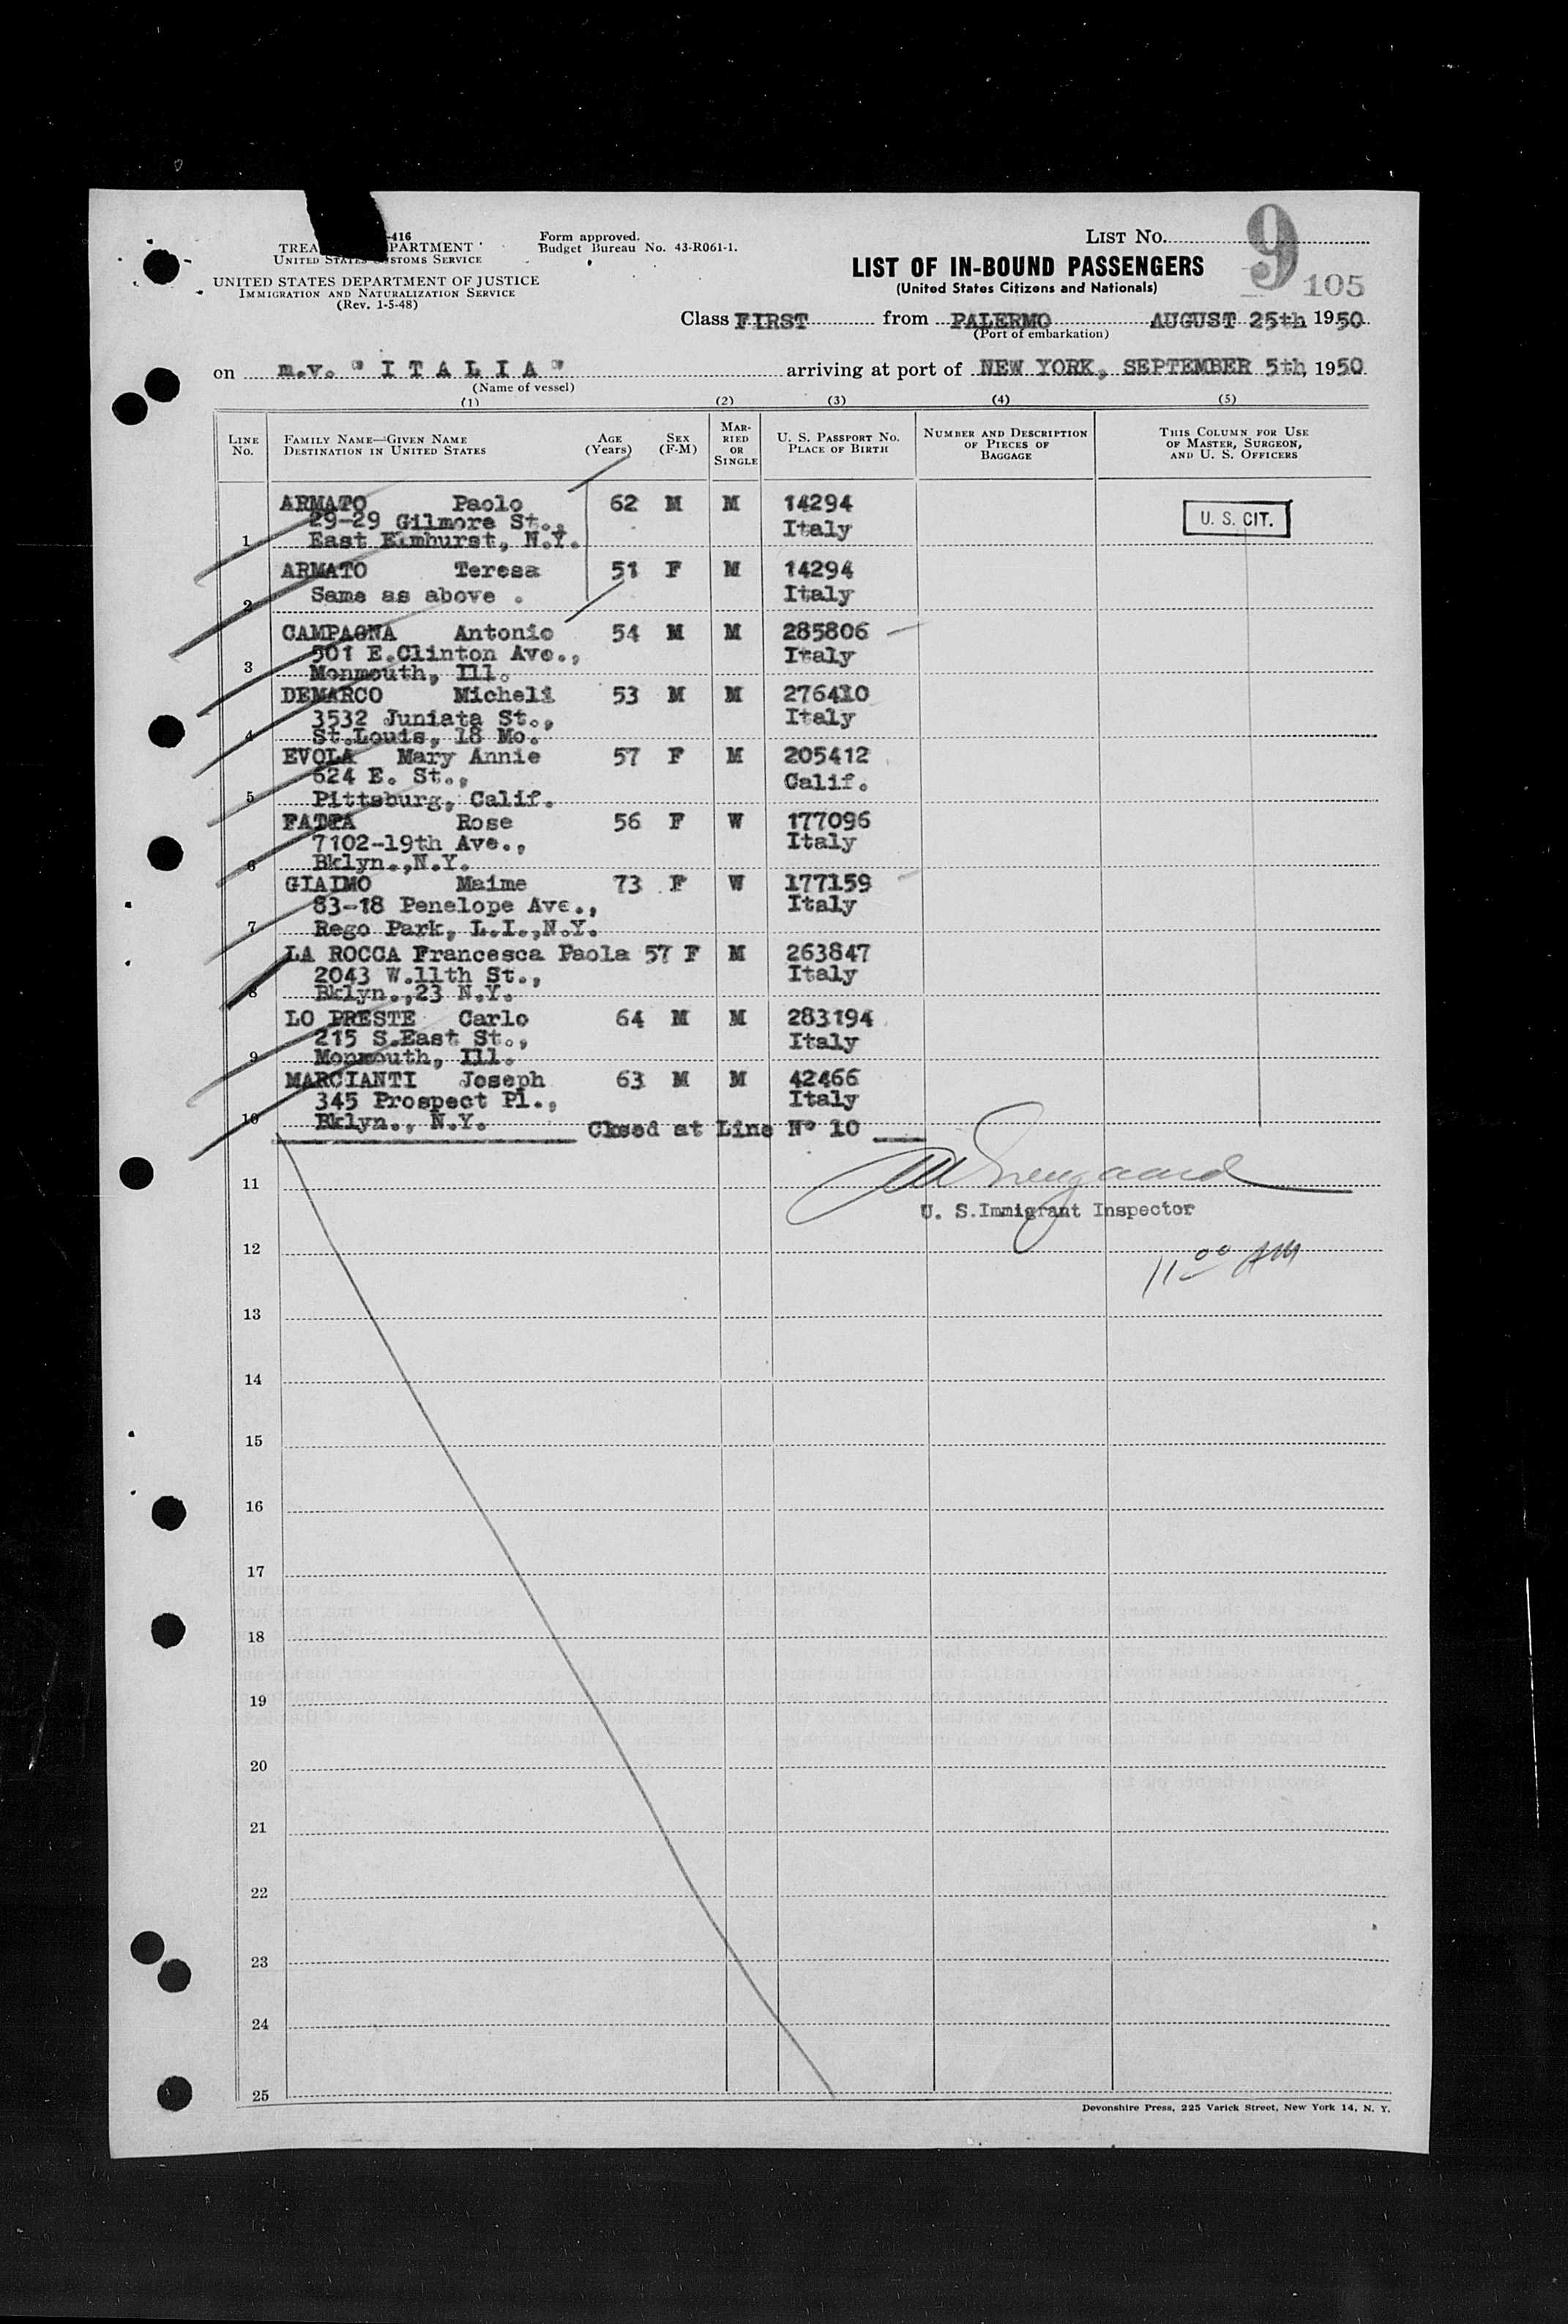 -416
TREA PARTMENT
UNITED STATES CUSTOMS SERVICE
UNITED STATES DEPARTMENT OF JUSTICE
IMMIGRATION AND NATURALIZATION SERVICE
(Rev. 1-5-48)
Form approved.
Budget Bureau No. 43-R061-1.
LIST NO. 9
105
LIST OF IN-BOUND PASSENGERS
(United States Citizens and Nationals)
Class FIRST from PALERMO AUGUST 25th 1950
(Port of embarkation)
on m.v. "ITALIA" arriving at port of NEW YORK, SEPTEMBER 5th, 1950
(Name of vessel)
(1) (2) (3) (4) (5)
LINE NO.
FAMILY NAME—GIVEN NAME
DESTINATION IN UNITED STATES
AGE (Years)
SEX (F-M)
MARRIED OR SINGLE
U. S. PASSPORT NO.
PLACE OF BIRTH
NUMBER AND DESCRIPTION OF PIECES OF BAGGAGE
THIS COLUMN FOR USE OF MASTER, SURGEON, AND U. S. OFFICERS
ARMATO Paolo 62 M M 14294
29-29 Gilmore St., Italy U. S. CIT.
1 East Elmhurst, N.Y.
ARMATO Teresa 51 F M 14294
2 Same as above . Italy
CAMPAGNA Antonio 54 M M 285806
501 E.Clinton Ave., Italy
3 Monmouth, Ill.
DEMARCO Micheli 53 M M 276410
3532 Juniata St., Italy
4 St.Louis, 18 Mo.
EVOLA Mary Annie 57 F M 205412
624 E. St., Calif.
5 Pittsburg, Calif.
FATTA Rose 56 F W 177096
7102-19th Ave., Italy
6 Bklyn.,N.Y.
GIAIMO Maime 73 F W 177159
83-18 Penelope Ave., Italy
7 Rego Park, L.I.,N.Y.
LA ROCCA Francesca Paola 57 F M 263847
2043 W.11th St., Italy
8 Bklyn.,23 N.Y.
LO PRESTE Carlo 64 M M 283194
215 S.East St., Italy
9 Monmouth, Ill.
MARCIANTI Joseph 63 M M 42466
345 Prospect Pl., Italy
10 Bklyn., N.Y.
Closed at Line Nº 10
11
U. S.Immigrant Inspector
12
11 00 AM
13
14
15
16
17
18
19
20
21
22
23
24
25
Devonshire Press, 225 Varick Street, New York 14, N. Y.